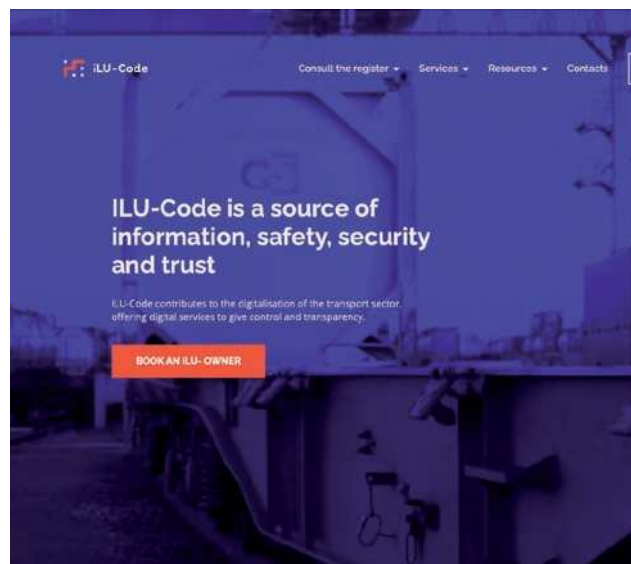 iLU-Code
Consult the register
Services
Resources
Contacts
ILU-Code is a source of
information, safety, security
and trust
ILU-Code contributes to the digitalisation of the transport sector,
offering digital services to give control and transparency.
BOOK AN ILU- OWNER